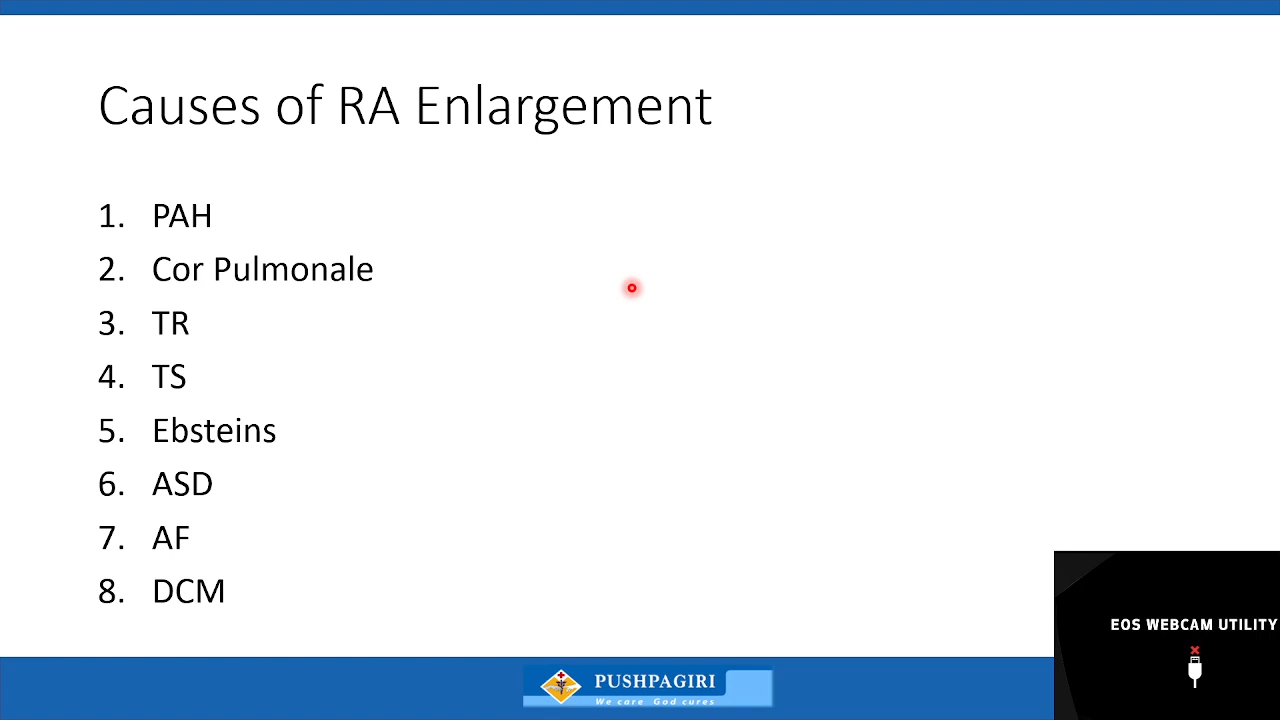 Causes of RA Enlargement
1. PAH
2. Cor Pulmonale
3. TR
4. TS
5. Ebsteins
6. ASD
7. AF
8. DCM
EOS WEBCAM UTILITY
PUSHPAGIRI
We care God cures